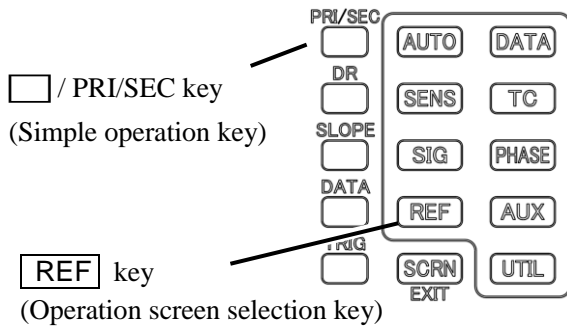 PRI/SEC
AUTO DATA
/ PRI/SEC key
DR
SENS TC
(Simple operation key)
SLOPE
SIG PHASE
DATA
REF AUX
TRIG
REF key
SCRN UTIL
EXIT
(Operation screen selection key)